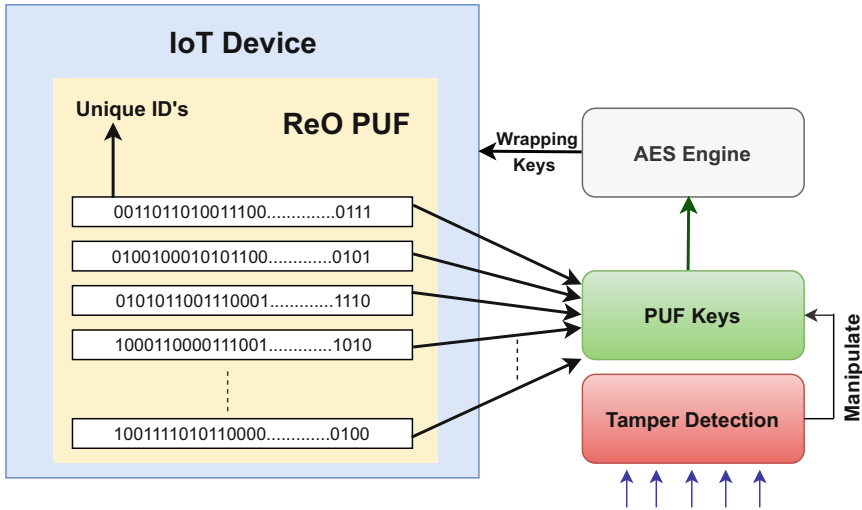 IoT Device
Unique ID's
ReO PUF
0011011010011100..............0111
0100100010101100.............0101
0101011001110001.............1110
1000110000111001.............1010
1001111010110000..............0100
Wrapping
Keys
AES Engine
PUF Keys
Tamper Detection
Manipulate